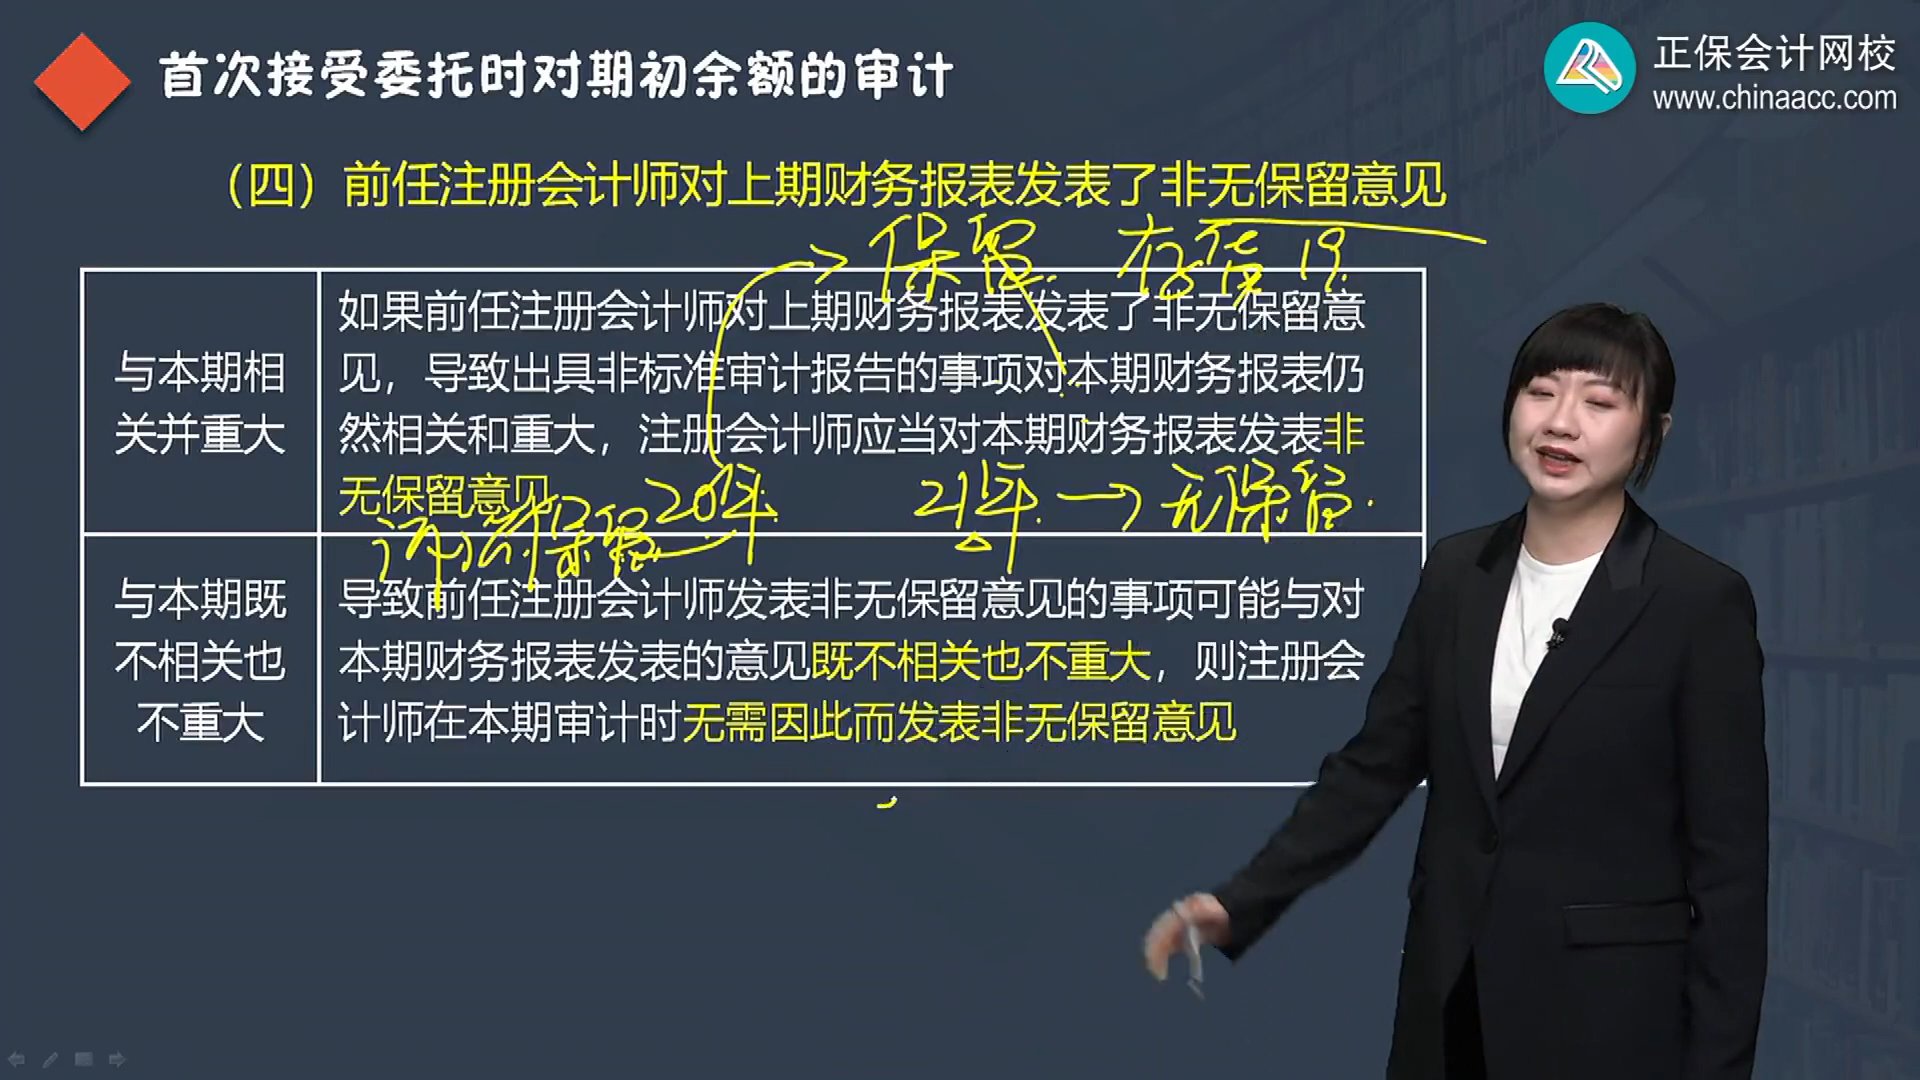 首次接受委托时对期初余额的审计
正保会计网校
www.chinaacc.com
（四）前任注册会计师对上期财务报表发表了非无保留意见
保留 存货
与本期相
关并重大
如果前任注册会计师对上期财务报表发表了非无保留意
见，导致出具非标准审计报告的事项对本期财务报表仍
然相关和重大，注册会计师应当对本期财务报表发表非
无保留意见
20年 21年 → 无保留
保留
与本期既
不相关也
不重大
导致前任注册会计师发表非无保留意见的事项可能与对
本期财务报表发表的意见既不相关也不重大，则注册会
计师在本期审计时无需因此而发表非无保留意见